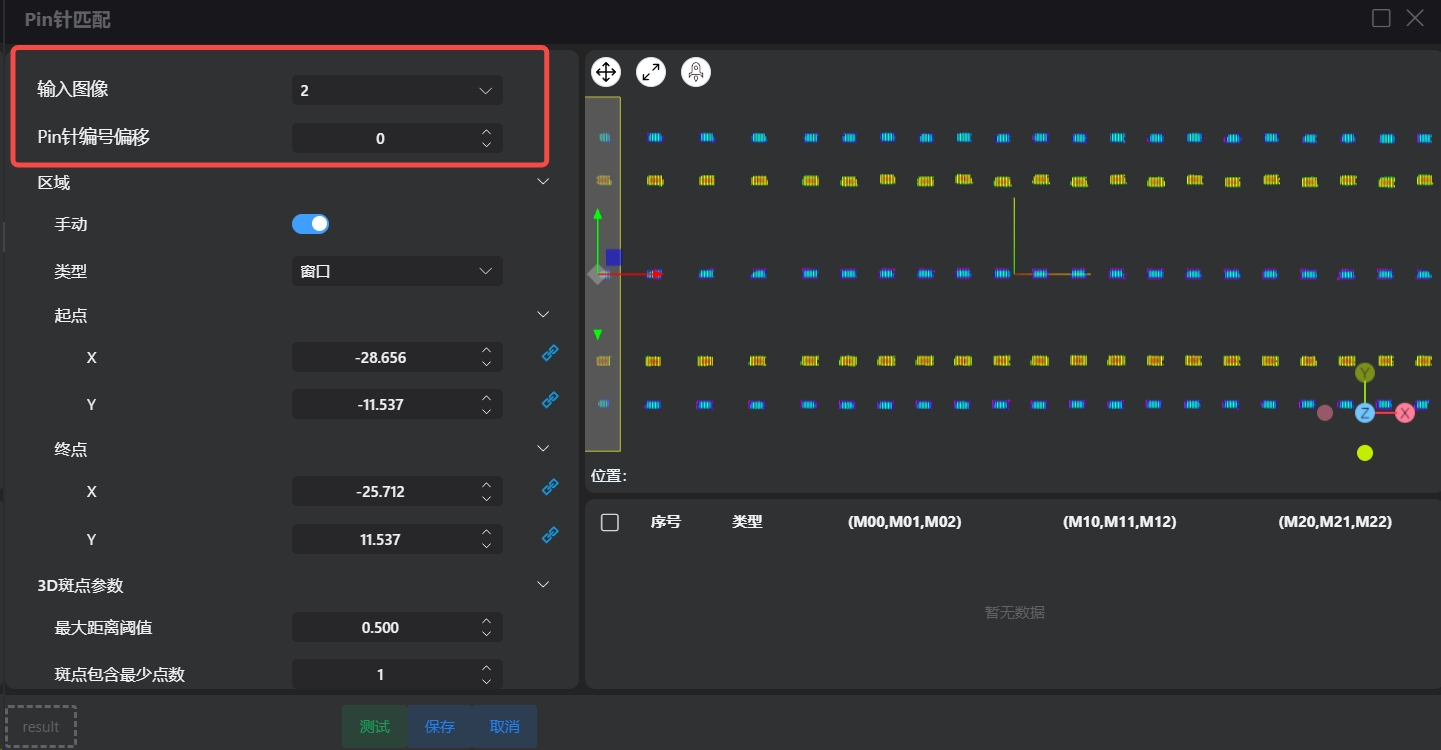 Pin针匹配
输入图像 2
Pin针编号偏移 0
区域
手动
类型 窗口
起点
X -28.656
Y -11.537
终点
X -25.712
Y 11.537
3D斑点参数
最大距离阈值 0.500
斑点包含最少点数 1
Y
Z X
位置:
序号 类型 (M00,M01,M02) (M10,M11,M12) (M20,M21,M22)
暂无数据
result 测试 保存 取消